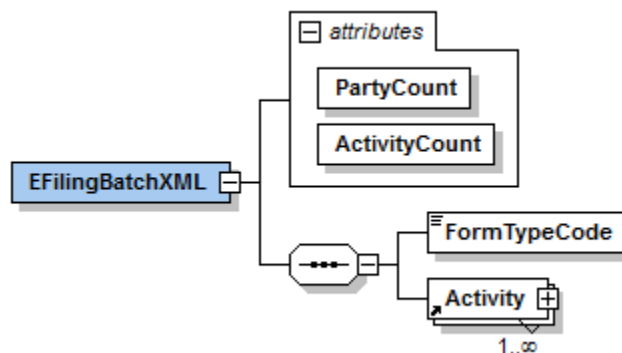 attributes
PartyCount
ActivityCount
EFilingBatchXML
FormTypeCode
Activity
1..∞